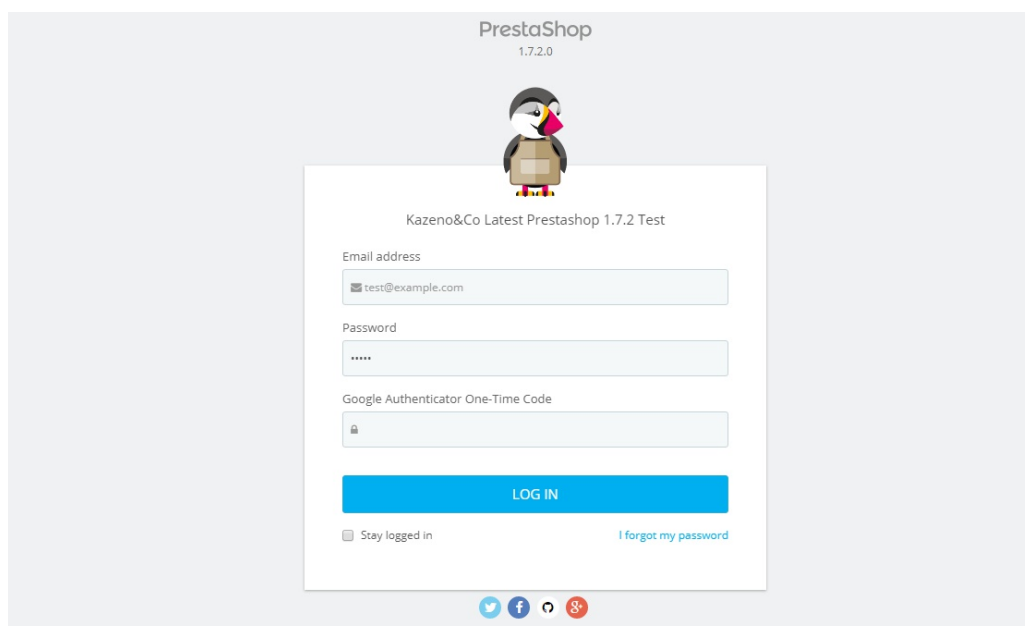 PrestaShop
1.7.2.0
Kazeno&Co Latest Prestashop 1.7.2 Test
Email address
test@example.com
Password
•••••
Google Authenticator One-Time Code
LOG IN
Stay logged in
I forgot my password